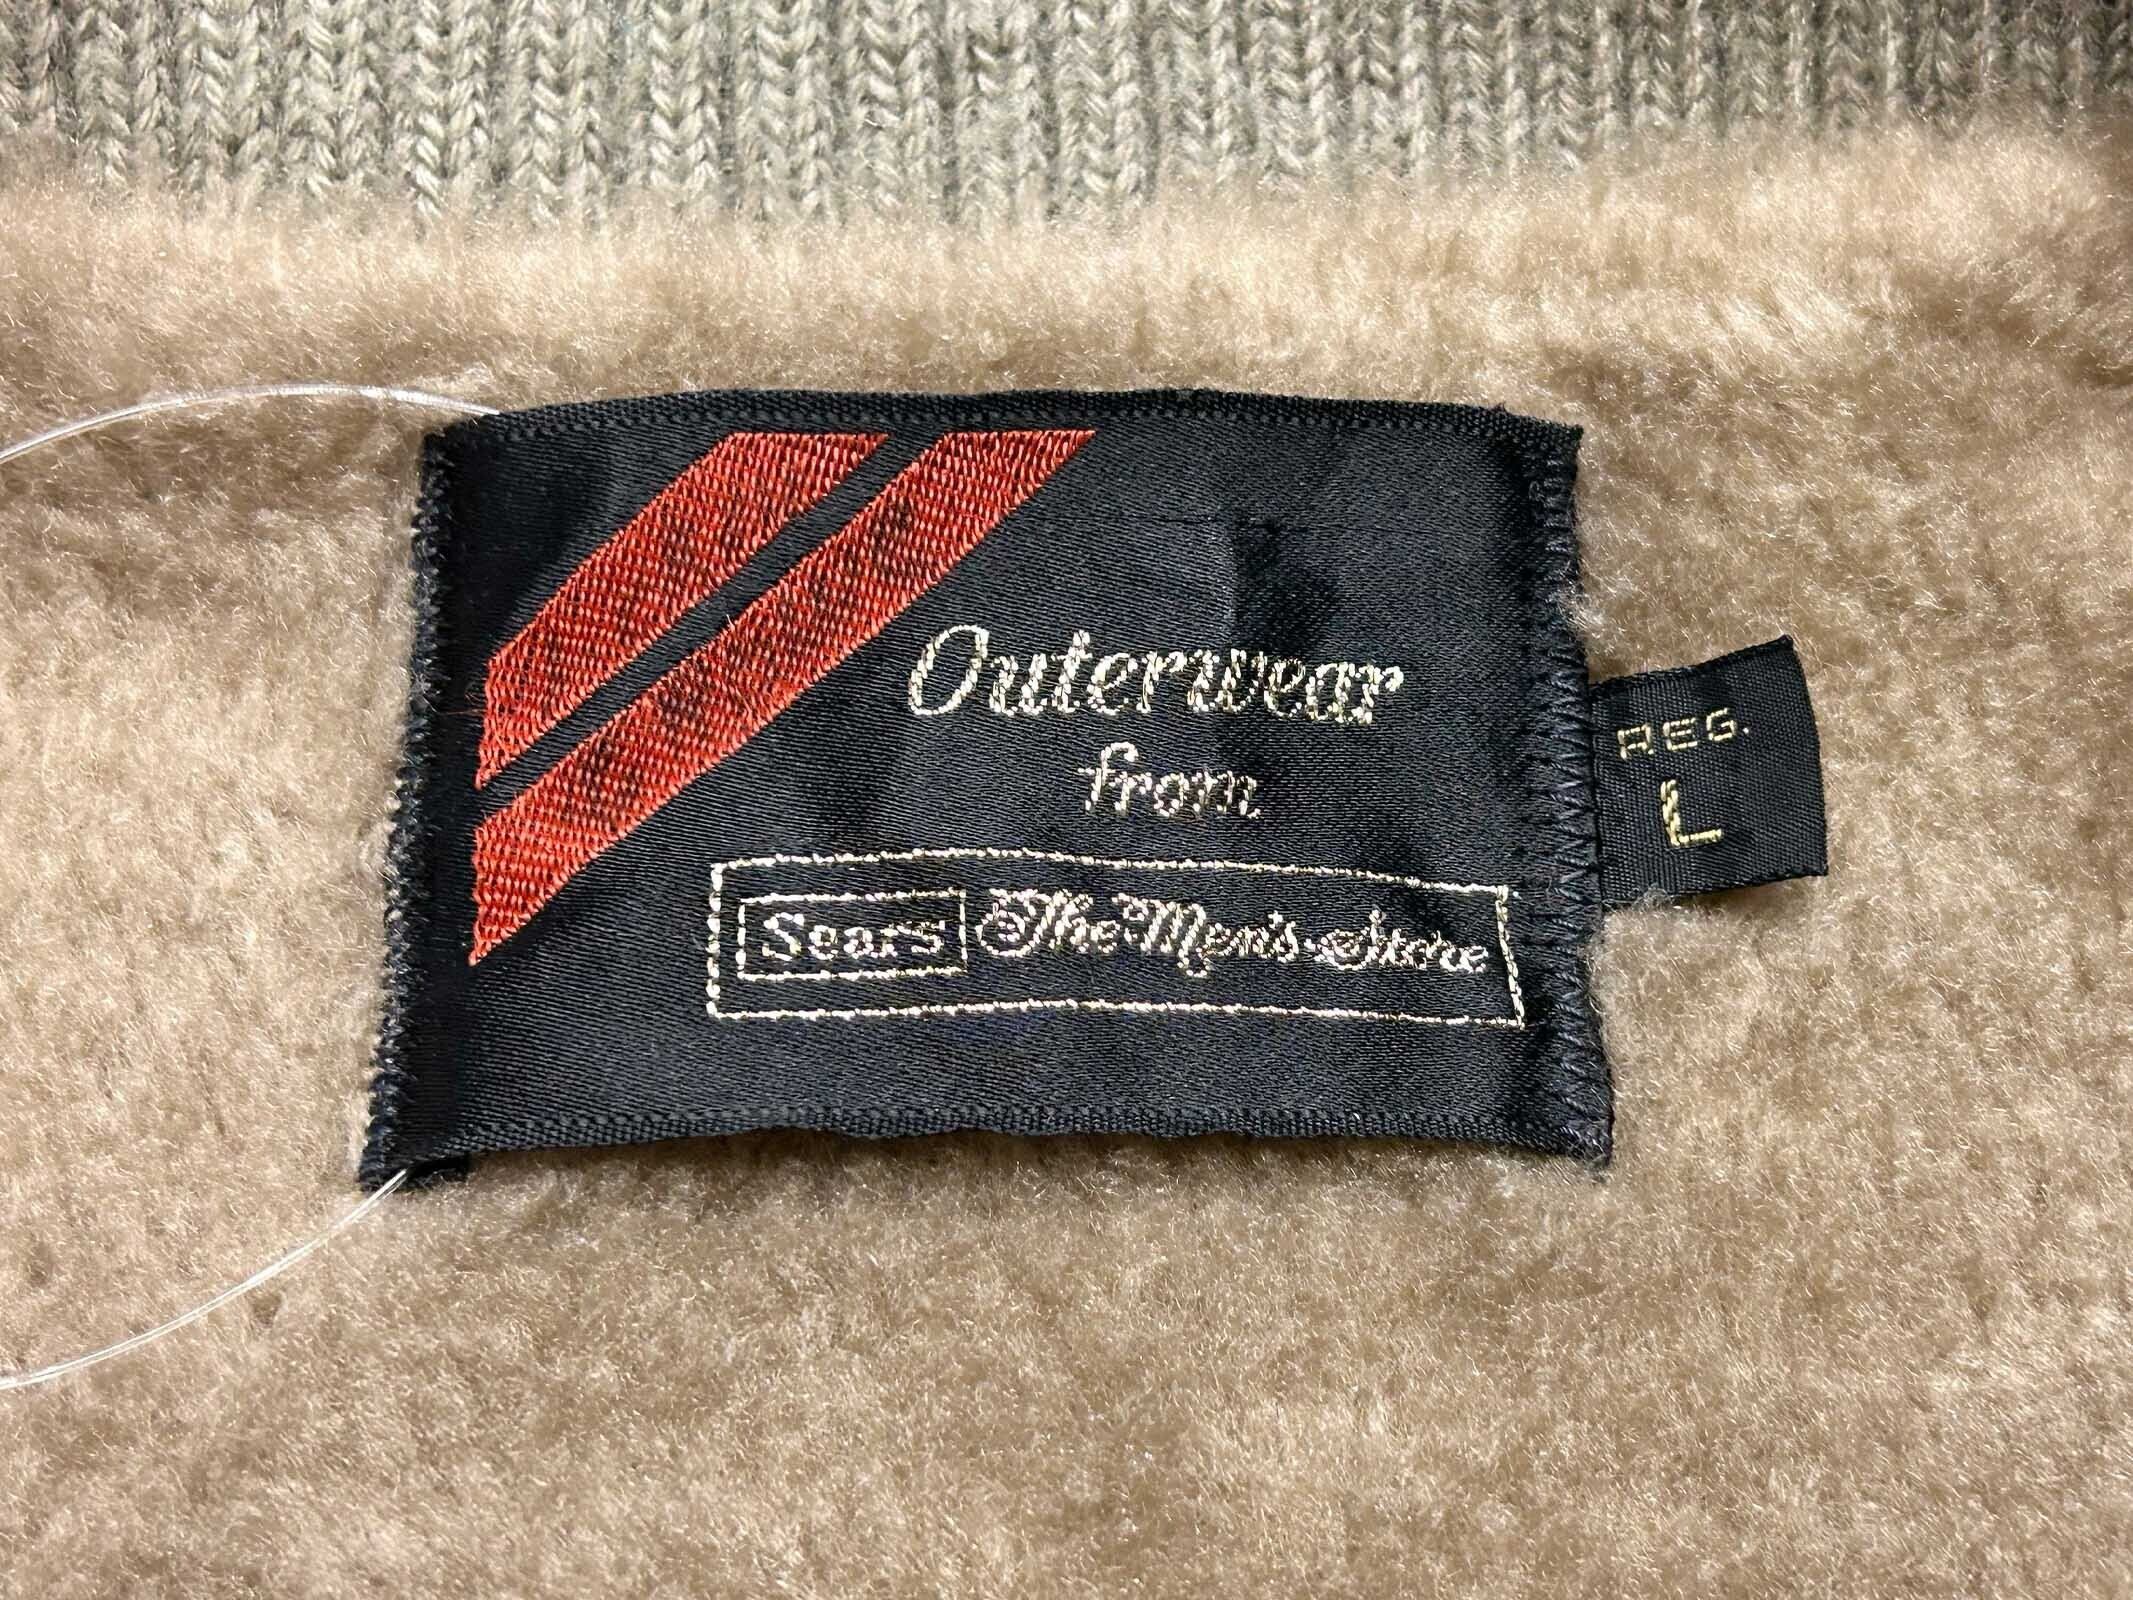 Outerwear
from
Sears The Men's Store
REG.
L